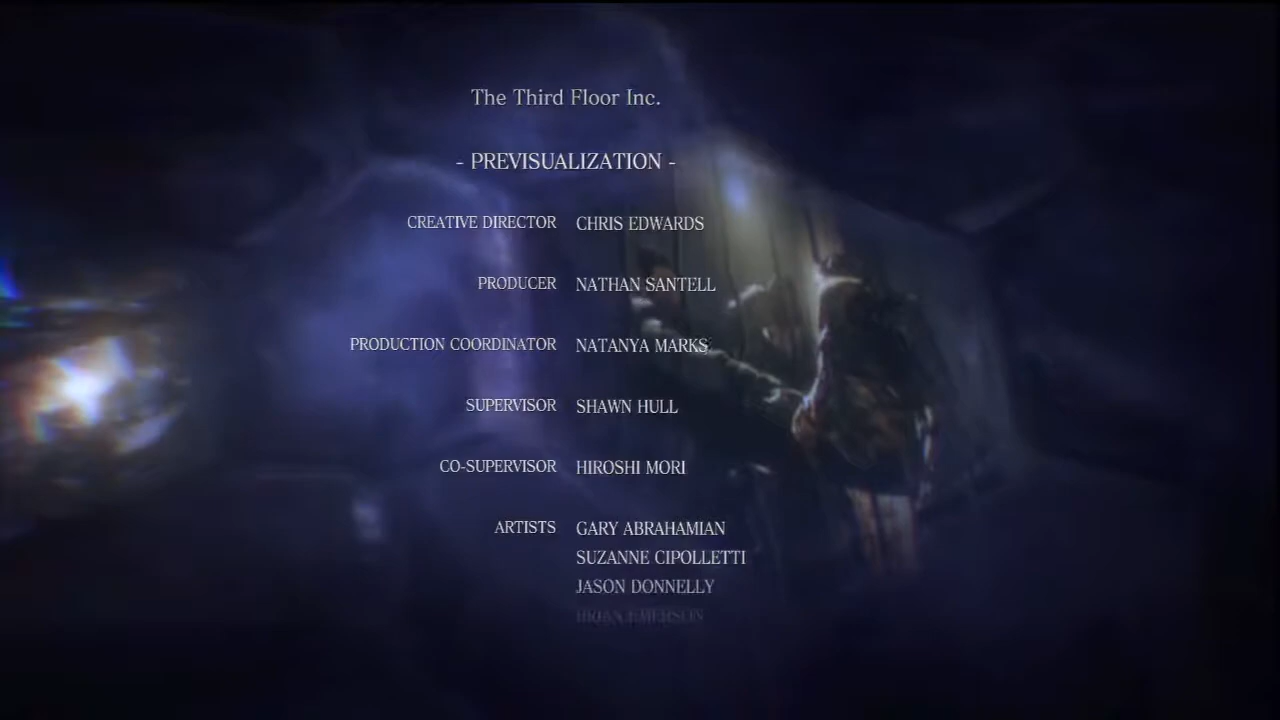 The Third Floor Inc.
- PREVISUALIZATION -
CREATIVE DIRECTOR CHRIS EDWARDS
PRODUCER NATHAN SANTELL
PRODUCTION COORDINATOR NATANYA MARKS
SUPERVISOR SHAWN HULL
CO-SUPERVISOR HIROSHI MORI
ARTISTS GARY ABRAHAMIAN
SUZANNE CIPOLLETTI
JASON DONNELLY